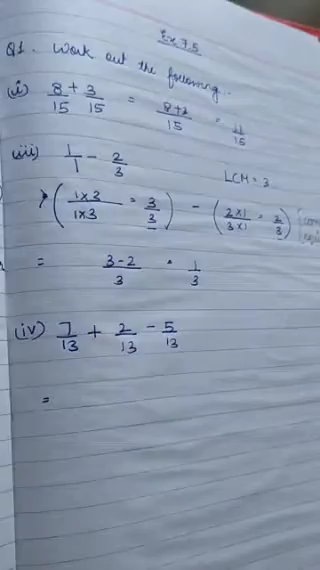 Ex 7.5
Q1. Work out the following..
(i) 8/15 + 3/15 = 8+3/15 = 11/15
(iii) 1/1 - 2/3 LCM = 3
(1×3/1×3 = 3/3) - (2×1/3×1 = 2/3)
= 3-2/3 = 1/3
(iv) 7/13 + 2/13 - 5/13
=